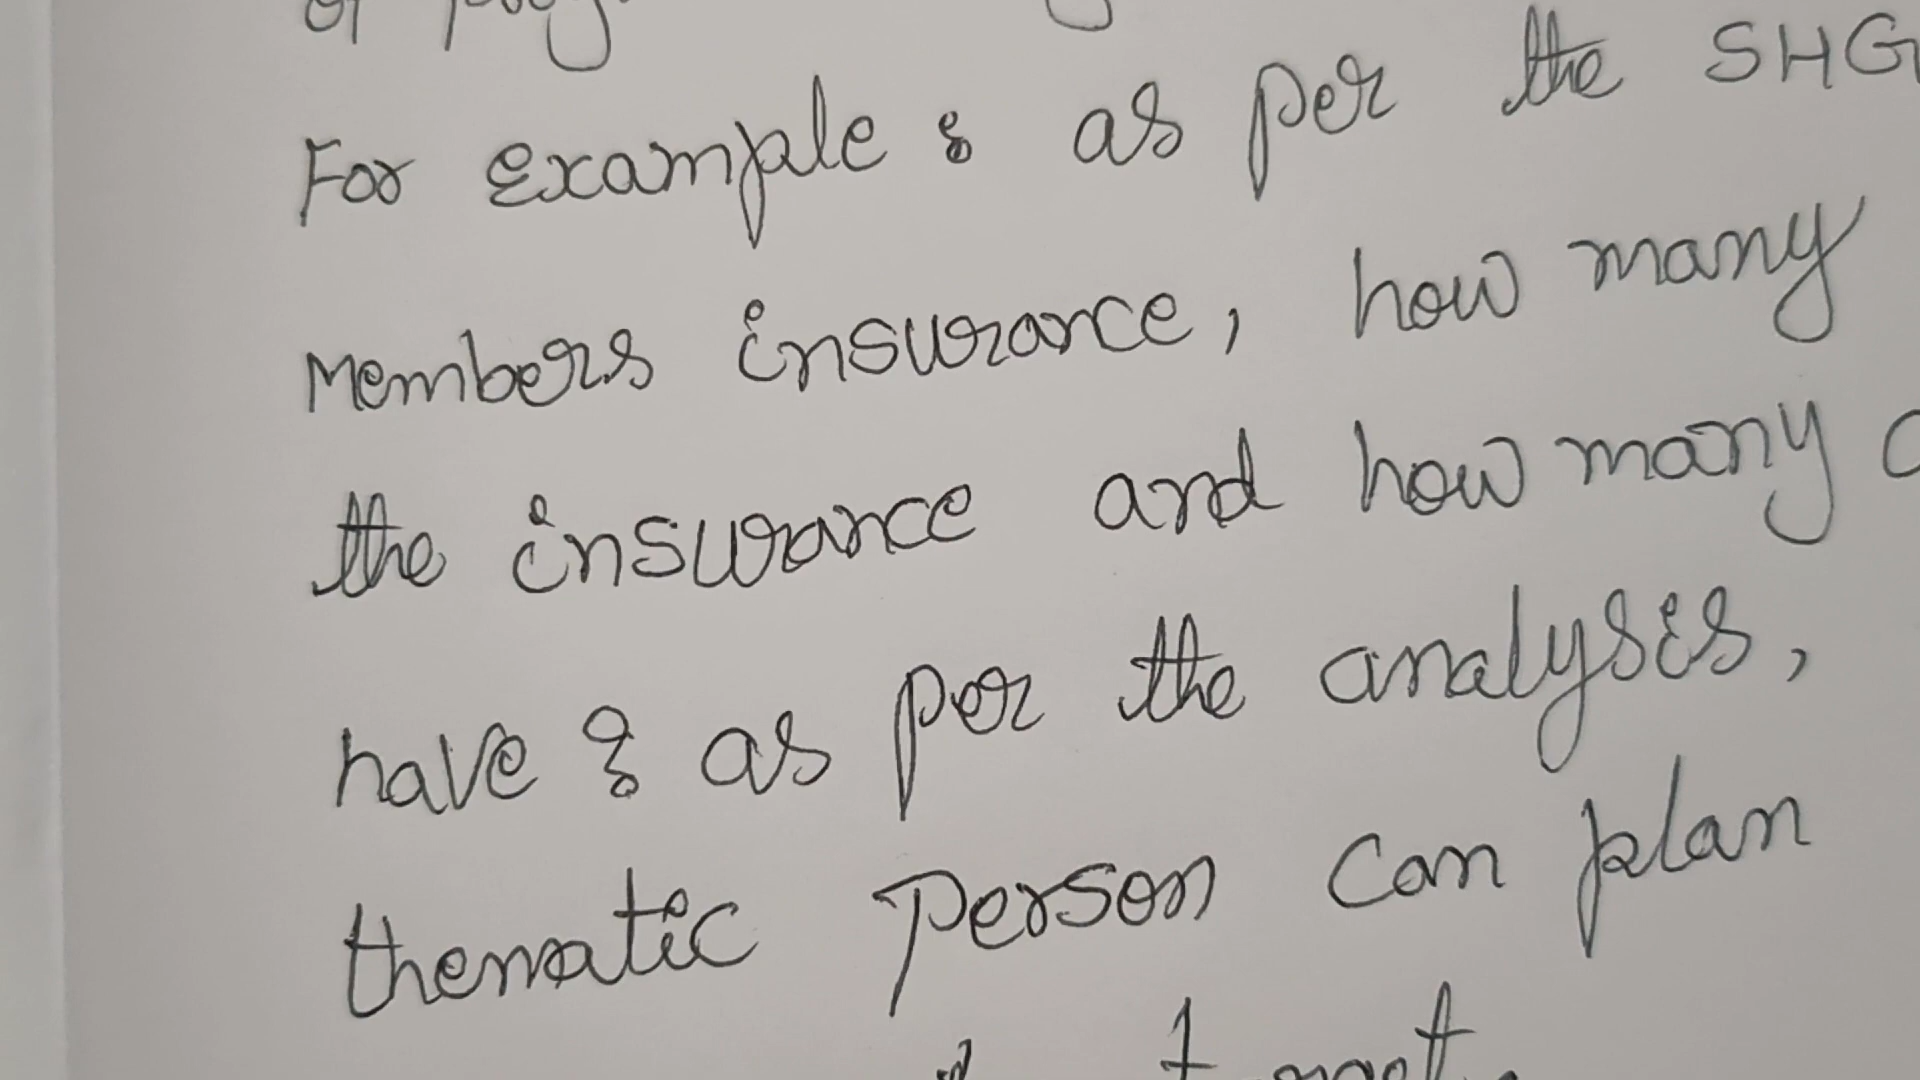 For Example : as per the SHG
Members insurance, how many
the insurance and how many
have & as per the analysis,
thematic Person can plan